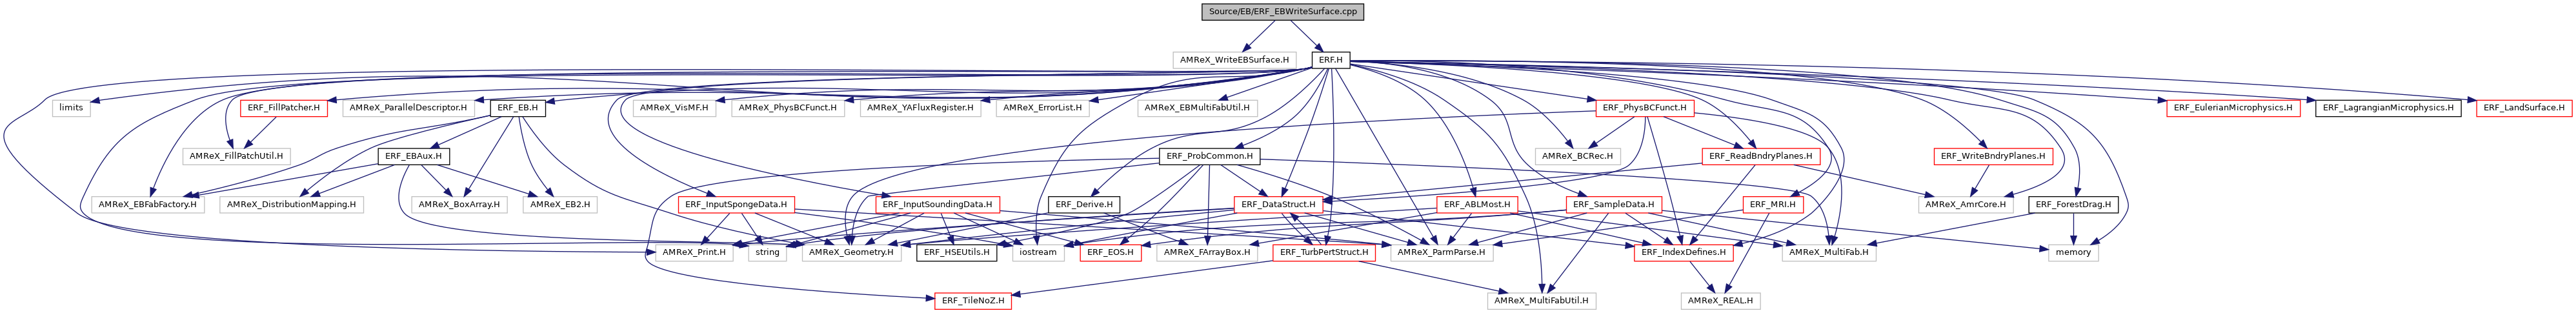 Source/EB/ERF_EBWriteSurface.cpp
AMReX_WriteEBSurface.H
ERF.H
limits
ERF_FillPatcher.H
AMReX_ParallelDescriptor.H
ERF_EB.H
AMReX_VisMF.H
AMReX_PhysBCFunct.H
AMReX_YAFluxRegister.H
AMReX_ErrorList.H
AMReX_EBMultiFabUtil.H
ERF_PhysBCFunct.H
ERF_EulerianMicrophysics.H
ERF_LagrangianMicrophysics.H
ERF_LandSurface.H
AMReX_FillPatchUtil.H
ERF_EBAux.H
ERF_ProbCommon.H
AMReX_BCRec.H
ERF_ReadBndryPlanes.H
ERF_WriteBndryPlanes.H
AMReX_EBFabFactory.H
AMReX_DistributionMapping.H
AMReX_BoxArray.H
AMReX_EB2.H
ERF_InputSpongeData.H
ERF_InputSoundingData.H
ERF_Derive.H
ERF_DataStruct.H
ERF_ABLMost.H
ERF_SampleData.H
ERF_MRI.H
AMReX_AmrCore.H
ERF_ForestDrag.H
AMReX_Print.H
string
AMReX_Geometry.H
ERF_HSEUtils.H
iostream
ERF_EOS.H
AMReX_FArrayBox.H
ERF_TurbPertStruct.H
AMReX_ParmParse.H
ERF_IndexDefines.H
AMReX_MultiFab.H
memory
ERF_TileNoZ.H
AMReX_MultiFabUtil.H
AMReX_REAL.H